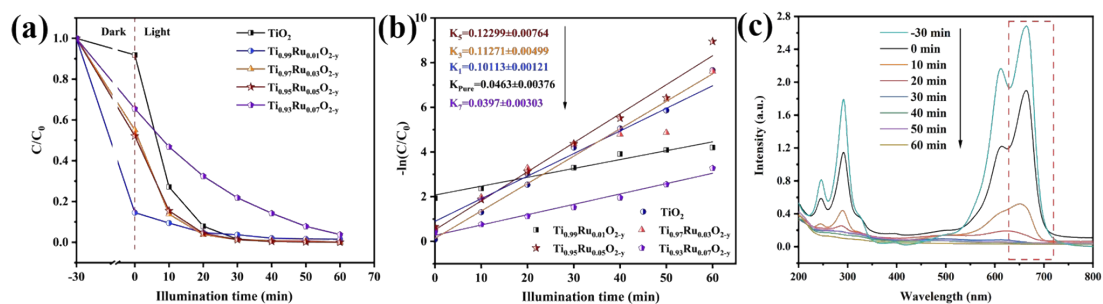 (a)
Dark
Light
TiO2
Ti0.99Ru0.01O2-y
Ti0.97Ru0.03O2-y
Ti0.95Ru0.05O2-y
Ti0.93Ru0.07O2-y
C/C0
1.0
0.8
0.6
0.4
0.2
0.0
-30 0 10 20 30 40 50 60 70
Illumination time (min)
(b)
K5=0.12299±0.00764
K3=0.11271±0.00499
K1=0.10113±0.00121
KPure=0.0463±0.00376
K7=0.0397±0.00303
-ln(C/C0)
10
8
6
4
2
0
TiO2
Ti0.99Ru0.01O2-y
Ti0.97Ru0.03O2-y
Ti0.95Ru0.05O2-y
Ti0.93Ru0.07O2-y
0 10 20 30 40 50 60
Illumination time (min)
(c)
-30 min
0 min
10 min
20 min
30 min
40 min
50 min
60 min
Intensity (a.u.)
2.8
2.4
2.0
1.6
1.2
0.8
0.4
0.0
200 300 400 500 600 700 800
Wavelength (nm)